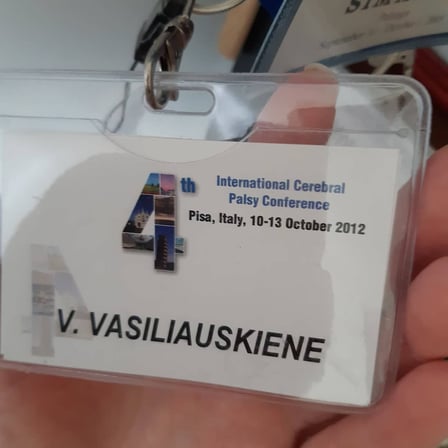 4th
International Cerebral
Palsy Conference
Pisa, Italy, 10-13 October 2012
V. VASILIAUSKIENE